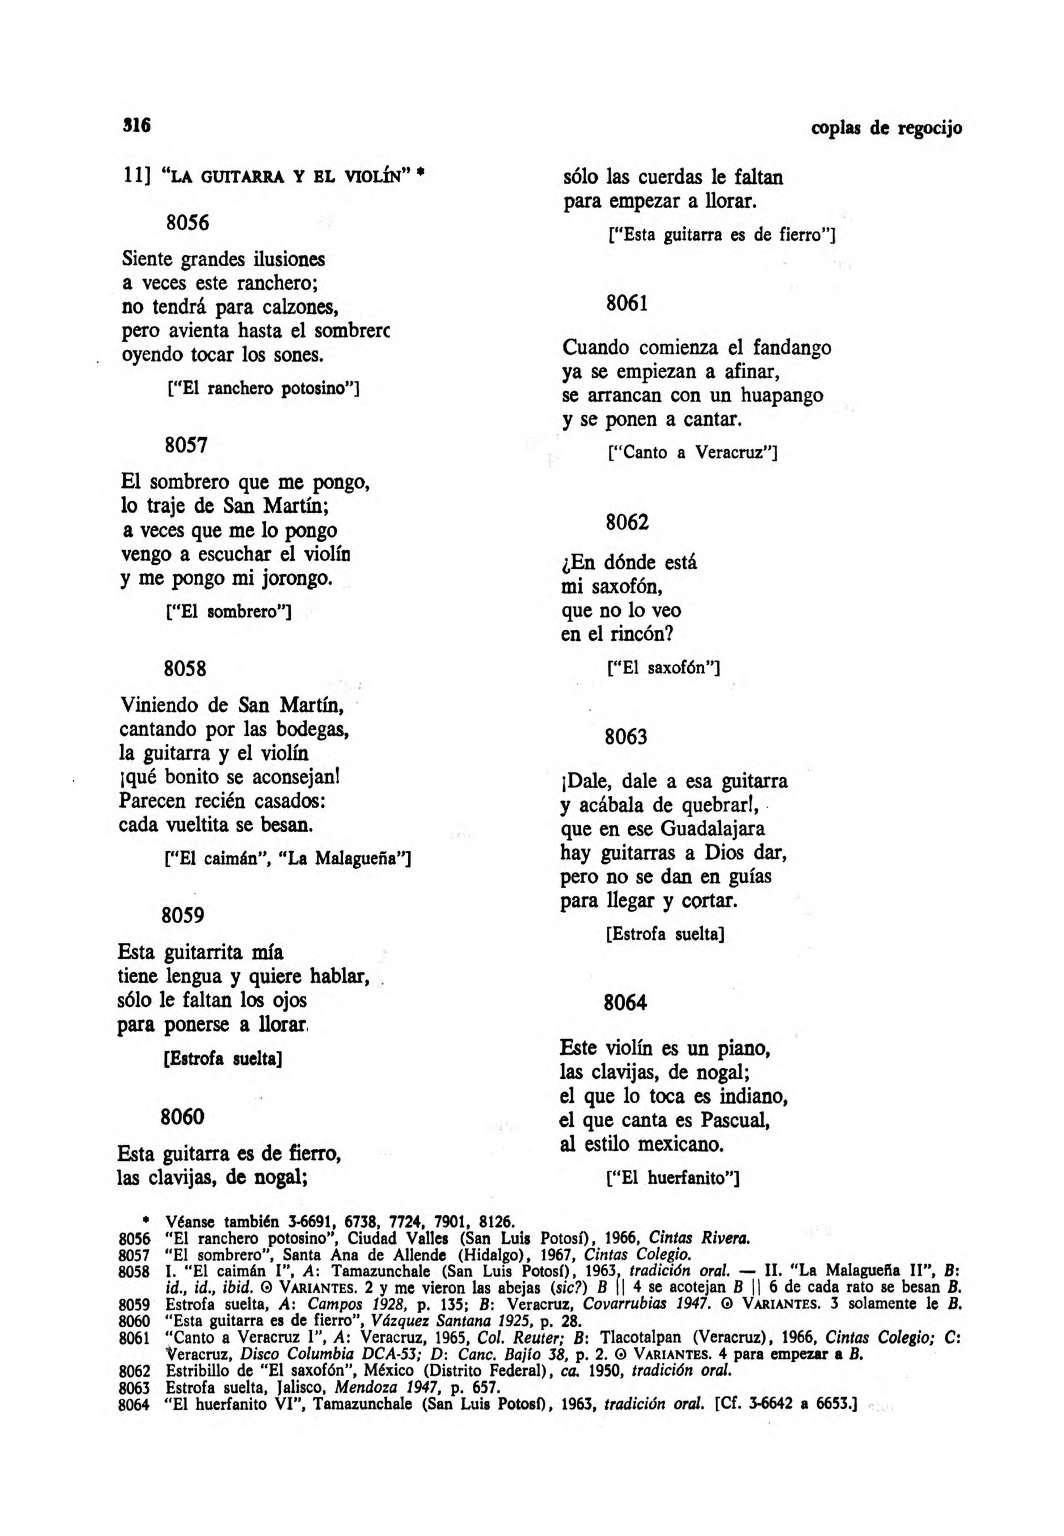 316
coplas de regocijo
11] “LA GUITARRA Y EL VIOLÍN” *
8056
Siente grandes ilusiones
a veces este ranchero;
no tendrá para calzones,
pero avienta hasta el sombrero
oyendo tocar los sones.
[“El ranchero potosino”]
8057
El sombrero que me pongo,
lo traje de San Martín;
a veces que me lo pongo
vengo a escuchar el violín
y me pongo mi jorongo.
[“El sombrero”]
8058
Viniendo de San Martín,
cantando por las bodegas,
la guitarra y el violín
¡qué bonito se aconsejan!
Parecen recién casados:
cada vueltita se besan.
[“El caimán”, “La Malagueña”]
8059
Esta guitarrita mía
tiene lengua y quiere hablar,
sólo le faltan los ojos
para ponerse a llorar.
[Estrofa suelta]
8060
Esta guitarra es de fierro,
las clavijas, de nogal;
sólo las cuerdas le faltan
para empezar a llorar.
[“Esta guitarra es de fierro”]
8061
Cuando comienza el fandango
ya se empiezan a afinar,
se arrancan con un huapango
y se ponen a cantar.
[“Canto a Veracruz”]
8062
¿En dónde está
mi saxofón,
que no lo veo
en el rincón?
[“El saxofón”]
8063
¡Dale, dale a esa guitarra
y acábala de quebrar!,
que en ese Guadalajara
hay guitarras a Dios dar,
pero no se dan en guías
para llegar y cortar.
[Estrofa suelta]
8064
Este violín es un piano,
las clavijas, de nogal;
el que lo toca es indiano,
el que canta es Pascual,
al estilo mexicano.
[“El huerfanito”]
* Véanse también 3-6691, 6738, 7724, 7901, 8126.
8056 “El ranchero potosino”, Ciudad Valles (San Luis Potosí), 1966, Cintas Rivera.
8057 “El sombrero”, Santa Ana de Allende (Hidalgo), 1967, Cintas Colegio.
8058 I. “El caimán I”, A: Tamazunchale (San Luis Potosí), 1963, tradición oral. — II. “La Malagueña II”, B:
id., id., ibid. ⊙ VARIANTES. 2 y me vieron las abejas (sic?) B || 4 se acotejan B || 6 de cada rato se besan B.
8059 Estrofa suelta, A: Campos 1928, p. 135; B: Veracruz, Covarrubias 1947. ⊙ VARIANTES. 3 solamente le B.
8060 “Esta guitarra es de fierro”, Vázquez Santana 1925, p. 28.
8061 “Canto a Veracruz I”, A: Veracruz, 1965, Col. Reuter; B: Tlacotalpan (Veracruz), 1966, Cintas Colegio; C:
Veracruz, Disco Columbia DCA-53; D: Canc. Bajío 38, p. 2. ⊙ VARIANTES. 4 para empezar a B.
8062 Estribillo de “El saxofón”, México (Distrito Federal), ca. 1950, tradición oral.
8063 Estrofa suelta, Jalisco, Mendoza 1947, p. 657.
8064 “El huerfanito VI”, Tamazunchale (San Luis Potosí), 1963, tradición oral. [Cf. 3-6642 a 6653.]